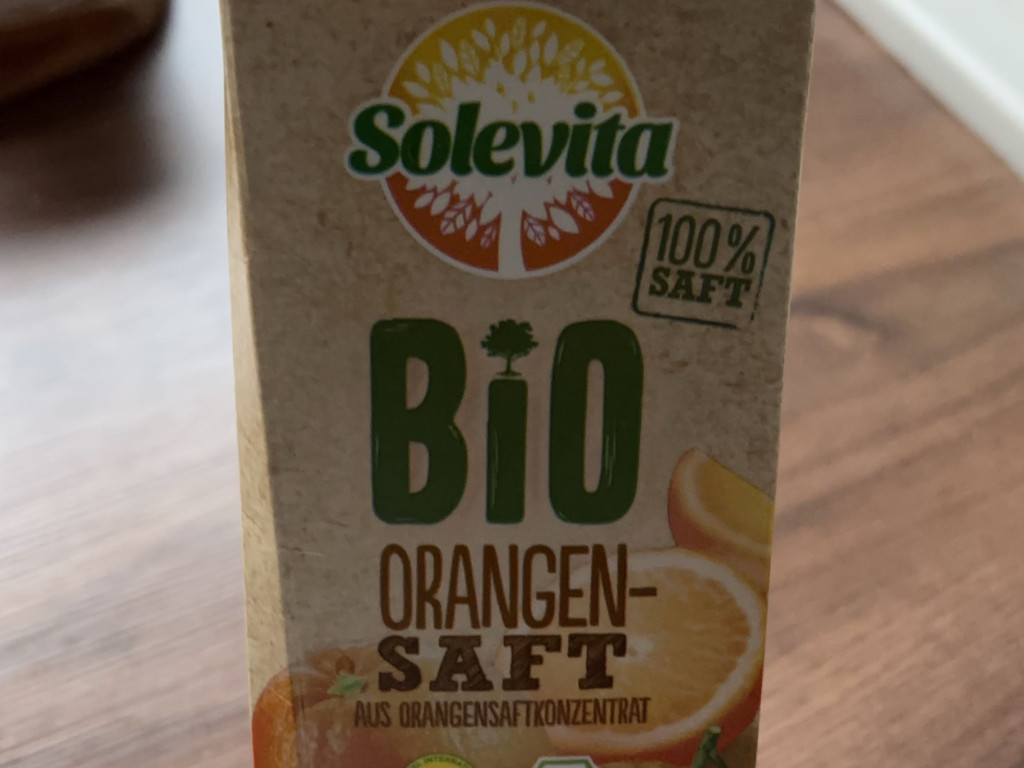 Solevita
100%
SAFT
BiO
ORANGEN-
SAFT
AUS ORANGENSAFTKONZENTRAT